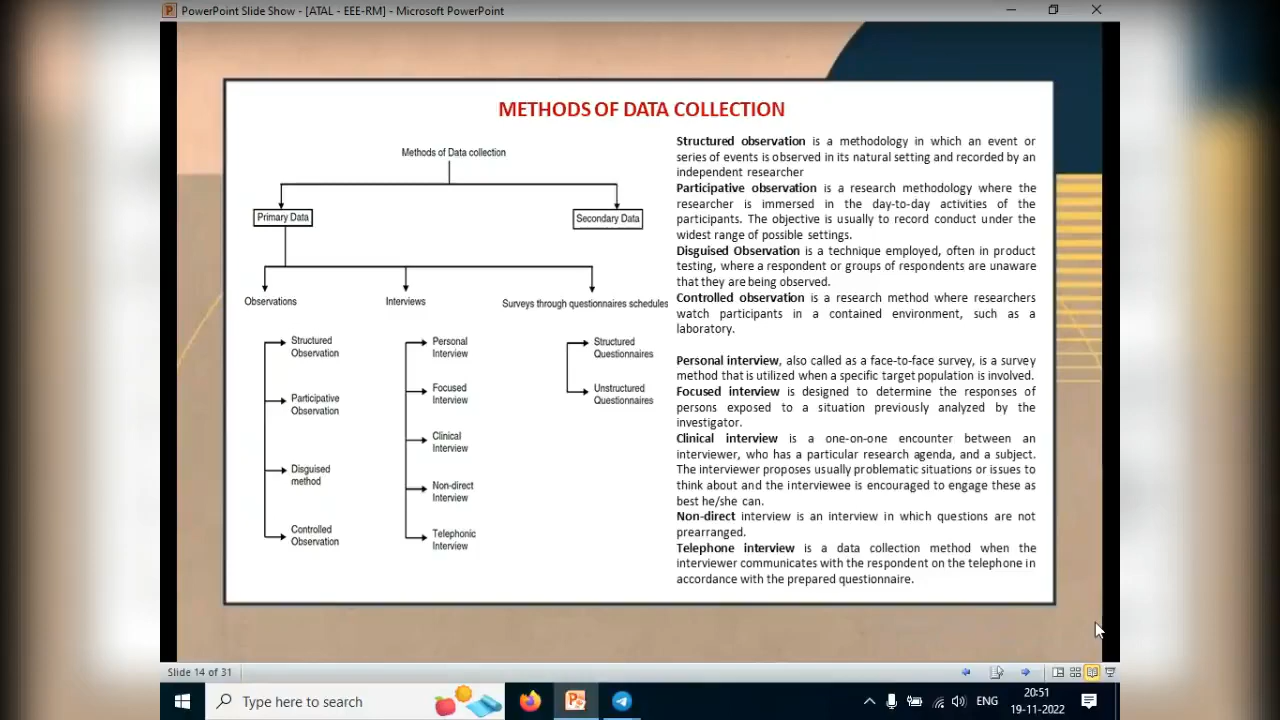 PowerPoint Slide Show - [ATAL - EEE-RM] - Microsoft PowerPoint
METHODS OF DATA COLLECTION
Methods of Data collection
Primary Data
Secondary Data
Observations
Interviews
Surveys through questionnaires schedules
Structured
Observation
Participative
Observation
Disguised
method
Controlled
Observation
Personal
Interview
Focused
Interview
Clinical
Interview
Non-direct
Interview
Telephonic
Interview
Structured
Questionnaires
Unstructured
Questionnaires
Structured observation is a methodology in which an event or
series of events is observed in its natural setting and recorded by an
independent researcher
Participative observation is a research methodology where the
researcher is immersed in the day-to-day activities of the
participants. The objective is usually to record conduct under the
widest range of possible settings.
Disguised Observation is a technique employed, often in product
testing, where a respondent or groups of respondents are unaware
that they are being observed.
Controlled observation is a research method where researchers
watch participants in a contained environment, such as a
laboratory.
Personal interview, also called as a face-to-face survey, is a survey
method that is utilized when a specific target population is involved.
Focused interview is designed to determine the responses of
persons exposed to a situation previously analyzed by the
investigator.
Clinical interview is a one-on-one encounter between an
interviewer, who has a particular research agenda, and a subject.
The interviewer proposes usually problematic situations or issues to
think about and the interviewee is encouraged to engage these as
best he/she can.
Non-direct interview is an interview in which questions are not
prearranged.
Telephone interview is a data collection method when the
interviewer communicates with the respondent on the telephone in
accordance with the prepared questionnaire.
Slide 14 of 31
Type here to search
ENG
20:51
19-11-2022